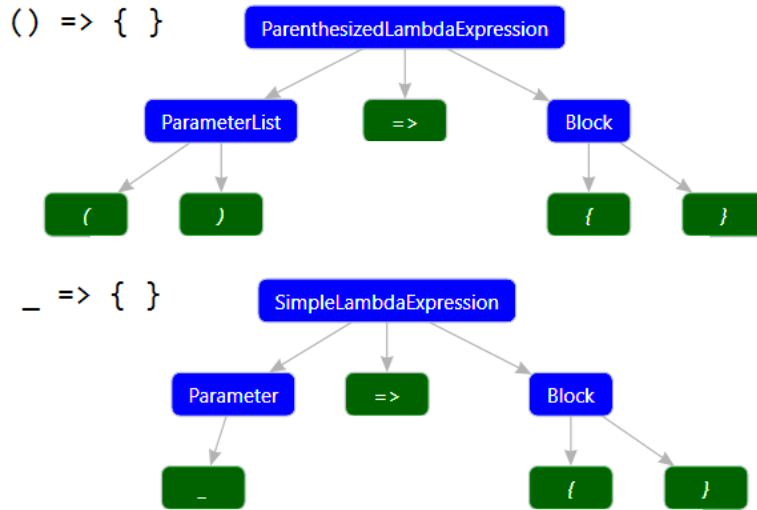 () => { }
ParenthesizedLambdaExpression
ParameterList
=>
Block
(
)
{
}
_ => { }
SimpleLambdaExpression
Parameter
=>
Block
_
{
}